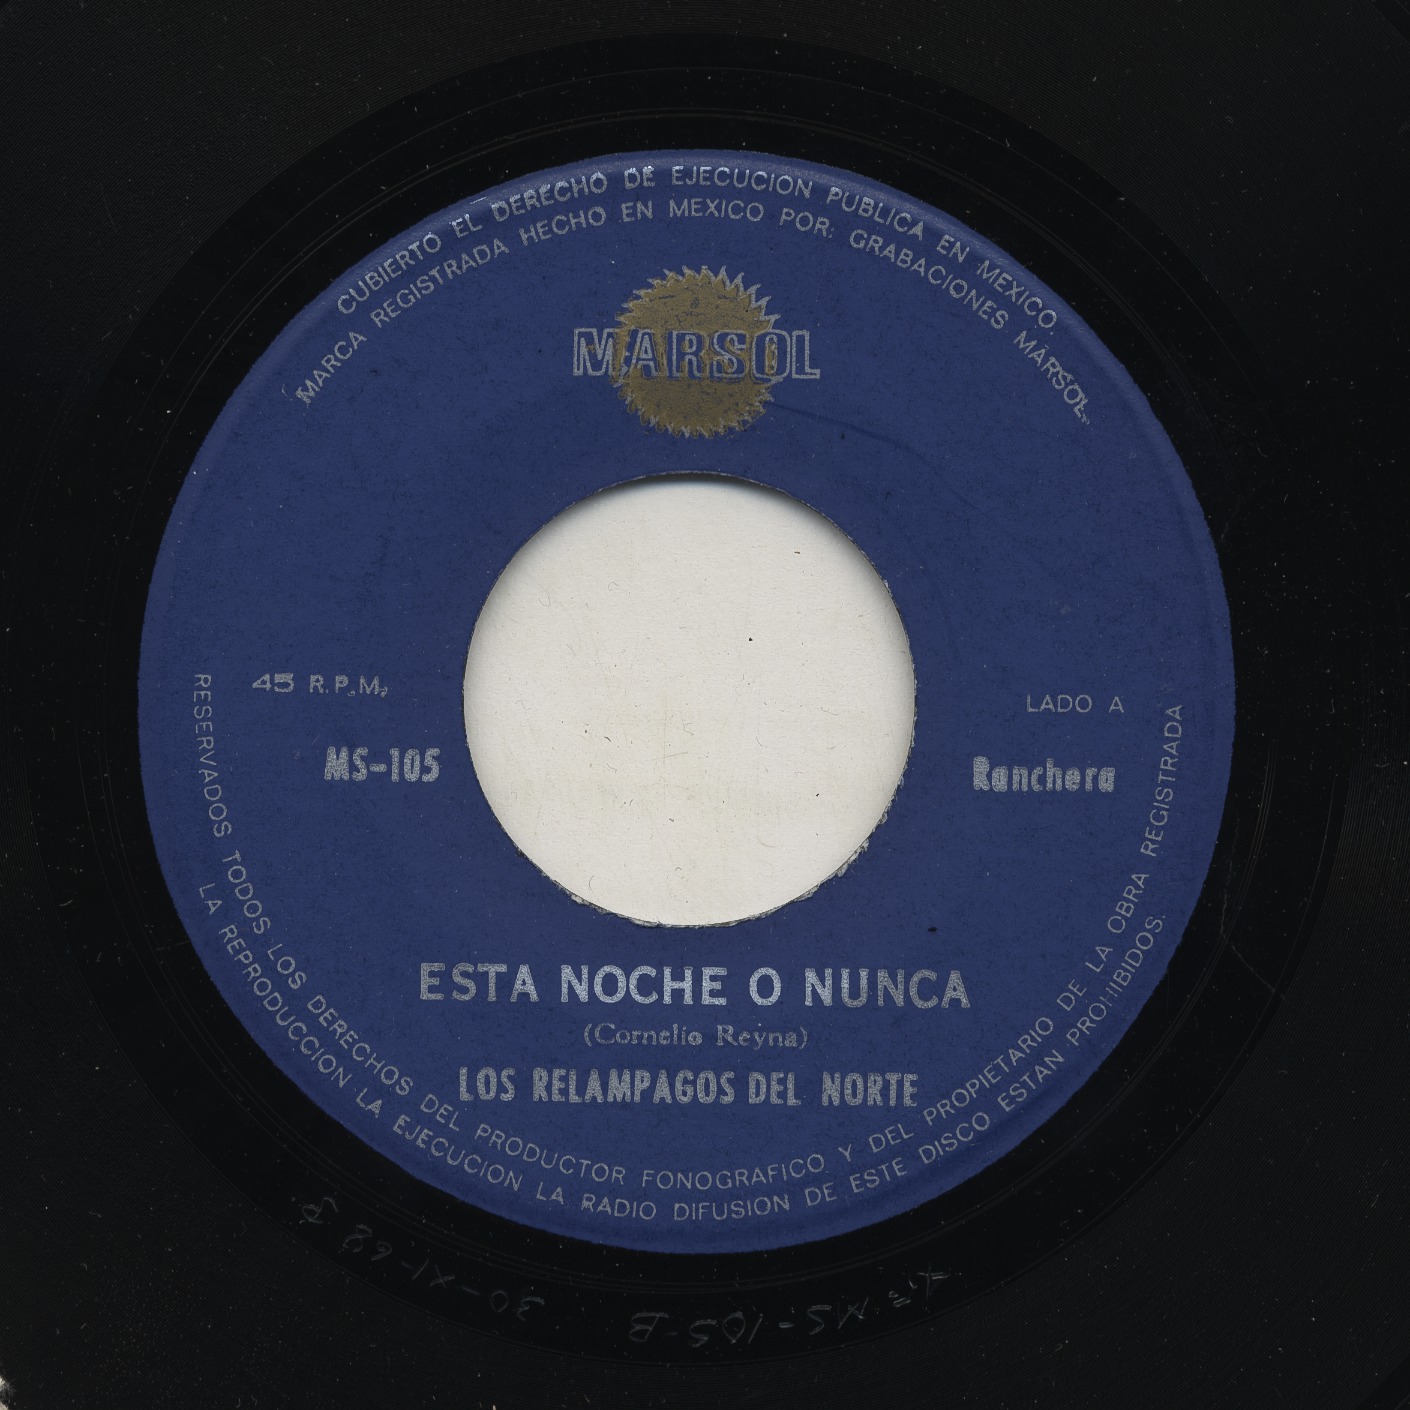 CUBIERTO EL DERECHO DE EJECUCION PUBLICA EN MEXICO.
MARCA REGISTRADA HECHO EN MEXICO POR: GRABACIONES MARSOL.
MARSOL
45 R.P.M.
LADO A
MS-105
Ranchera
ESTA NOCHE O NUNCA
(Cornelio Reyna)
LOS RELAMPAGOS DEL NORTE
RESERVADOS TODOS LOS DERECHOS DEL PRODUCTOR FONOGRAFICO Y DEL PROPIETARIO DE LA OBRA REGISTRADA
LA REPRODUCCION LA EJECUCION LA RADIO DIFUSION DE ESTE DISCO ESTAN PROHIBIDOS.
MS-105-B
30-XI-68